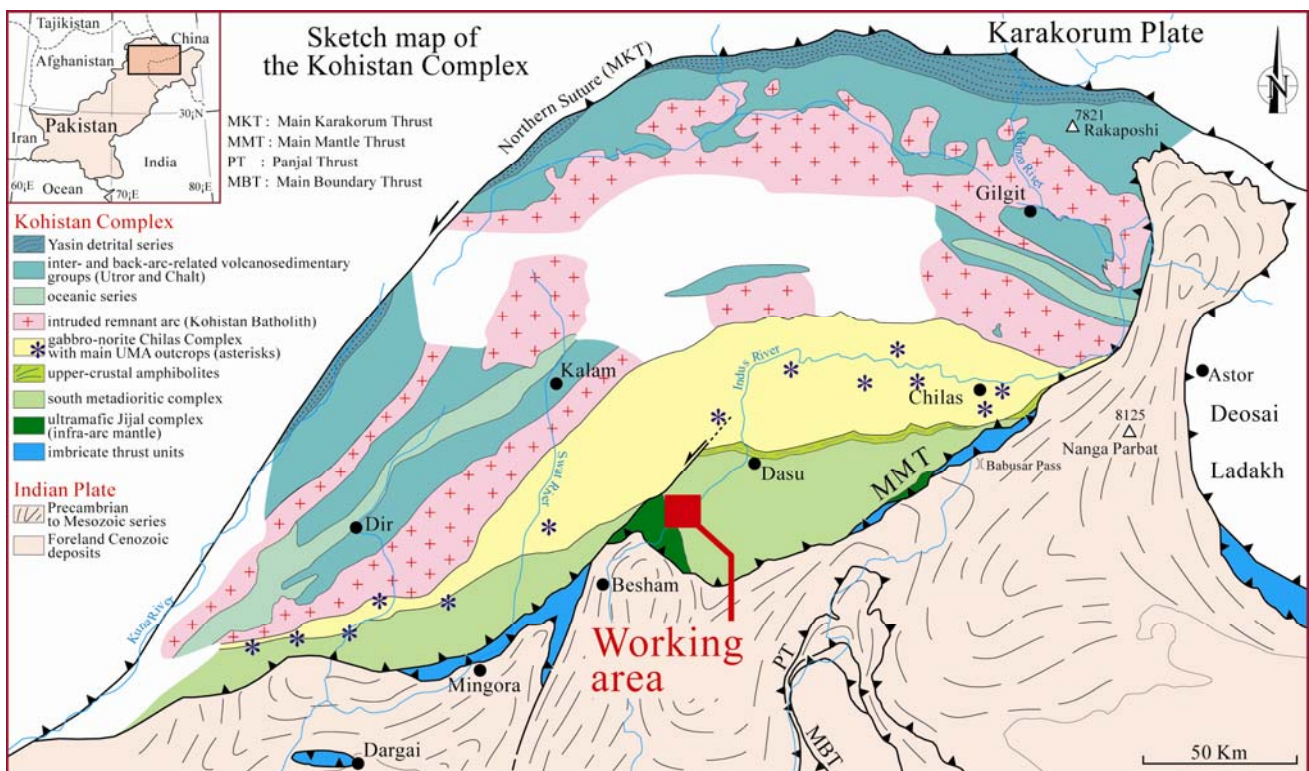 Tajikistan
China
Afghanistan
30¡N
Pakistan
Iran
India
Ocean
60¡E
70¡E
80¡E
Sketch map of
the Kohistan Complex
MKT : Main Karakorum Thrust
MMT : Main Mantle Thrust
PT : Panjal Thrust
MBT : Main Boundary Thrust
Northern Suture (MKT)
Karakorum Plate
N
7821
Rakaposhi
Hunza River
Gilgit
Kohistan Complex
Yasin detrital series
inter- and back-arc-related volcanosedimentary
groups (Utror and Chalt)
oceanic series
intruded remnant arc (Kohistan Batholith)
gabbro-norite Chilas Complex
with main UMA outcrops (asterisks)
upper-crustal amphibolites
south metadioritic complex
ultramafic Jijal complex
(infra-arc mantle)
imbricate thrust units
Indian Plate
Precambrian
to Mesozoic series
Foreland Cenozoic
deposits
Kalam
Indus River
Chilas
Astor
Deosai
8125
Nanga Parbat
Ladakh
Babusar Pass
Dasu
MMT
Swat River
Dir
Besham
Working
area
River
Mingora
PT
MBT
Dargai
50 Km